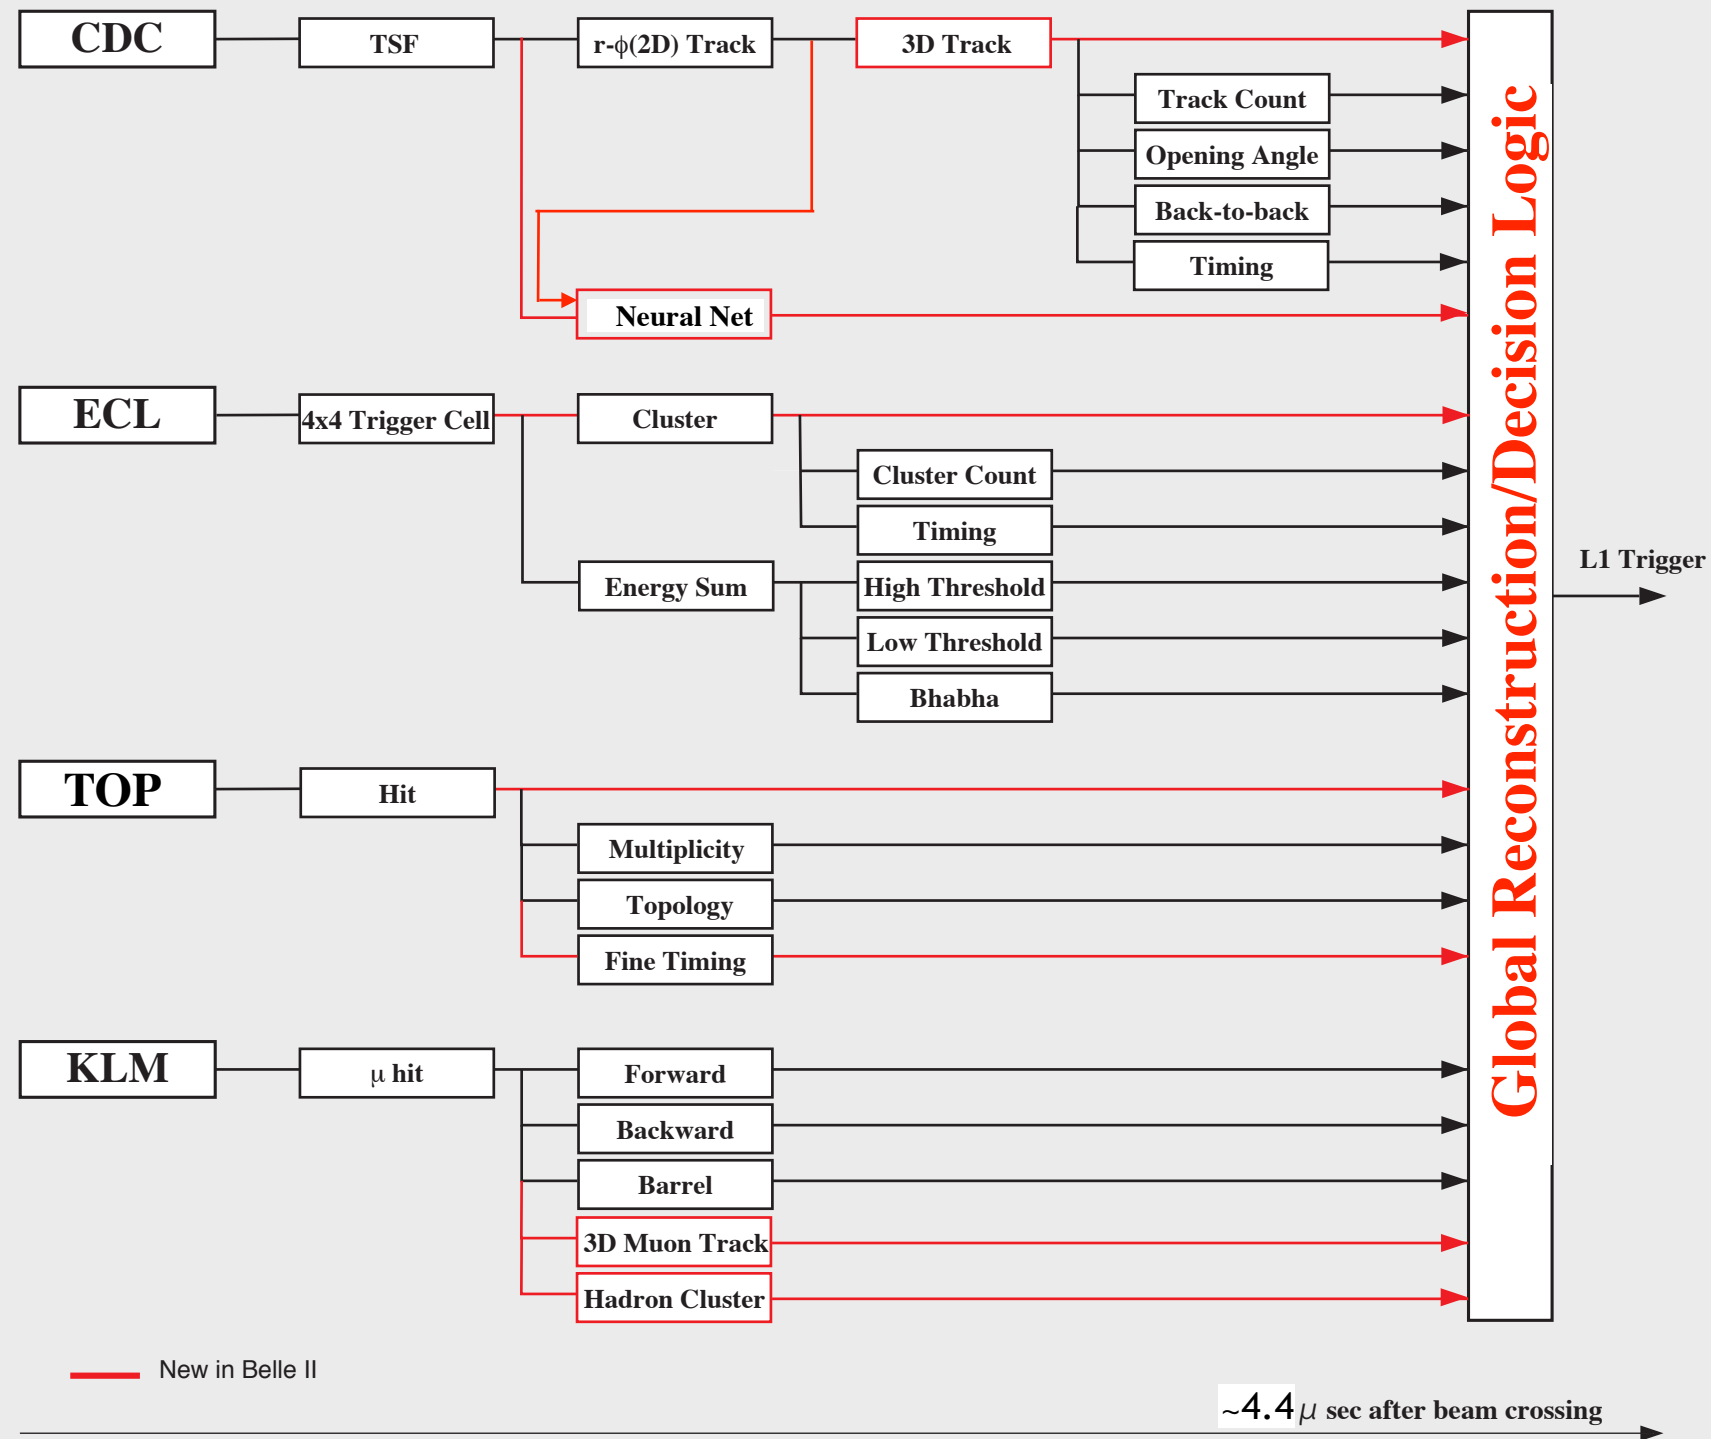 CDC
TSF
r-ϕ(2D) Track
3D Track
Track Count
Opening Angle
Back-to-back
Timing
Neural Net
ECL
4x4 Trigger Cell
Cluster
Cluster Count
Timing
Energy Sum
High Threshold
Low Threshold
Bhabha
TOP
Hit
Multiplicity
Topology
Fine Timing
KLM
μ hit
Forward
Backward
Barrel
3D Muon Track
Hadron Cluster
Global Reconstruction/Decision Logic
L1 Trigger
New in Belle II
~4.4 μ sec after beam crossing